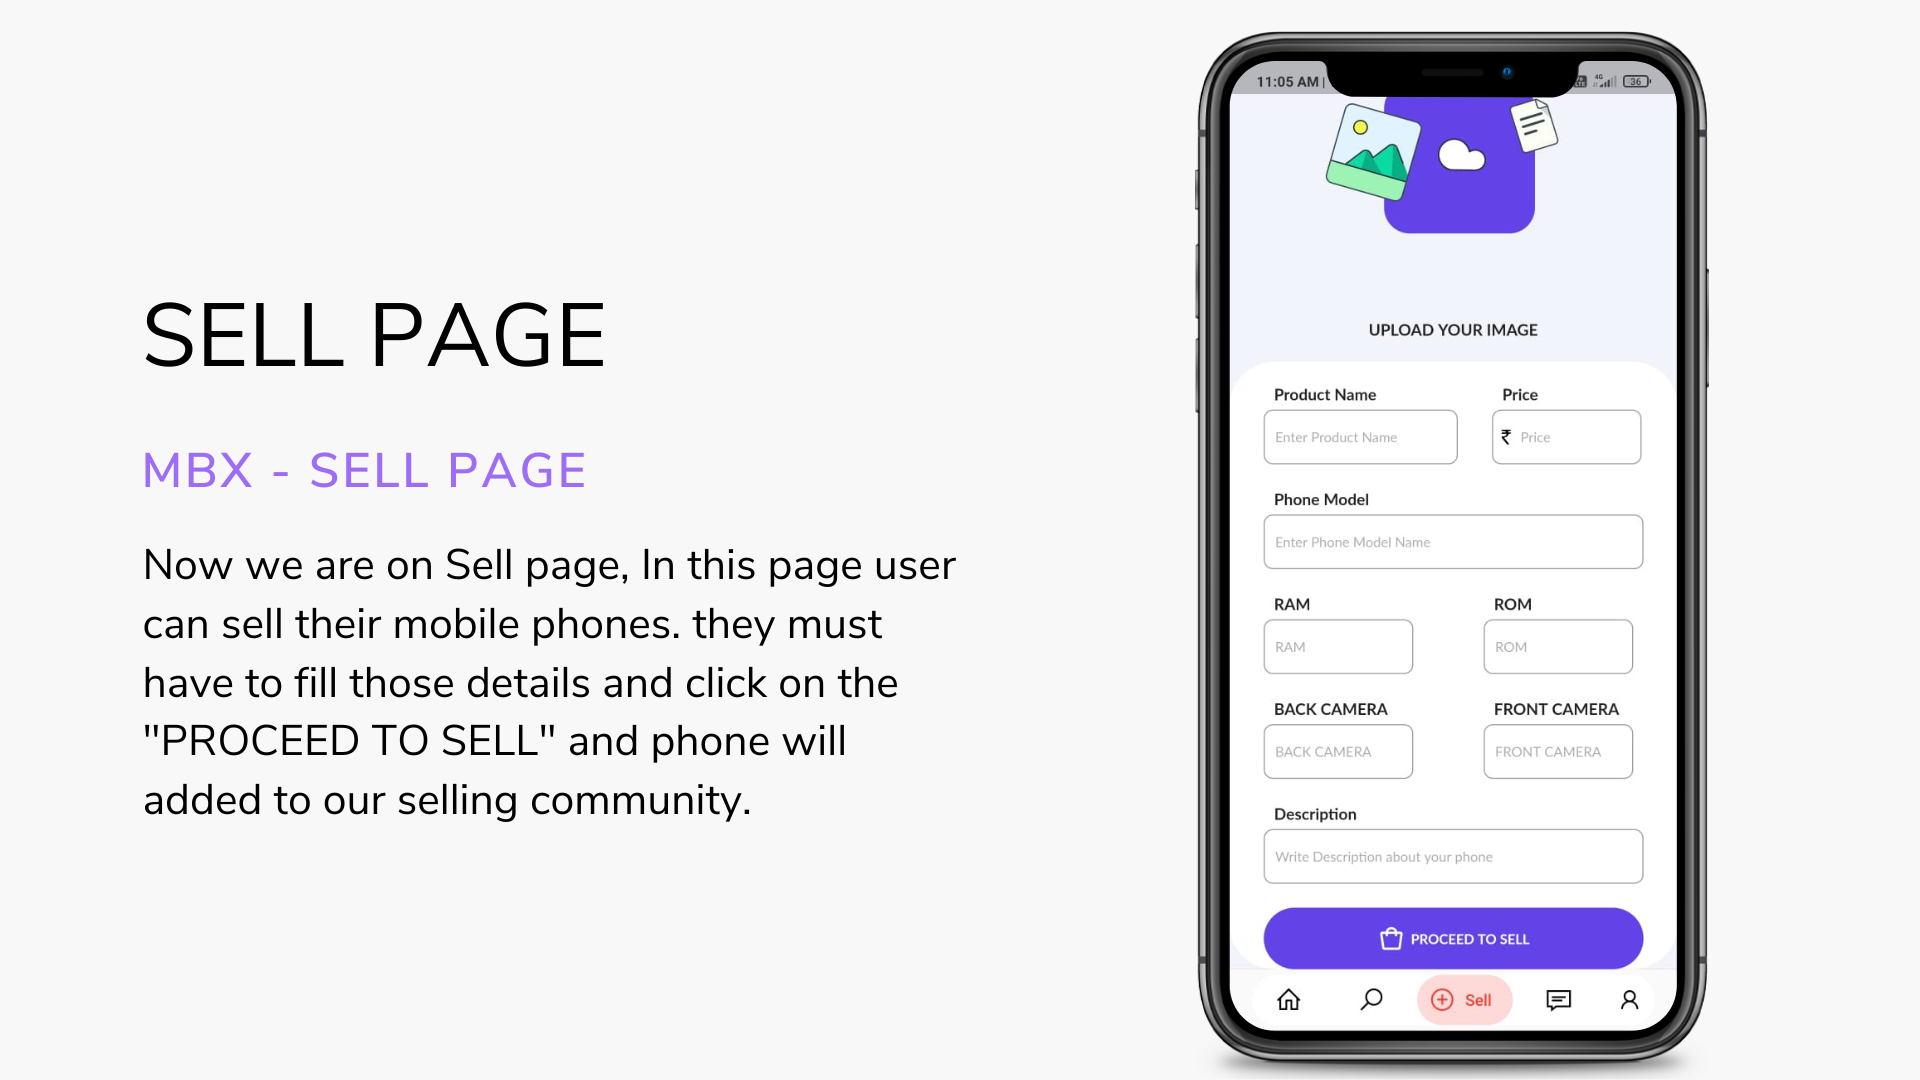 SELL PAGE
MBX - SELL PAGE
Now we are on Sell page, In this page user
can sell their mobile phones. they must
have to fill those details and click on the
"PROCEED TO SELL" and phone will
added to our selling community.
11:05 AM |
4G
36
UPLOAD YOUR IMAGE
Product Name
Price
Enter Product Name
₹ Price
Phone Model
Enter Phone Model Name
RAM
ROM
RAM
ROM
BACK CAMERA
FRONT CAMERA
BACK CAMERA
FRONT CAMERA
Description
Write Description about your phone
PROCEED TO SELL
Sell